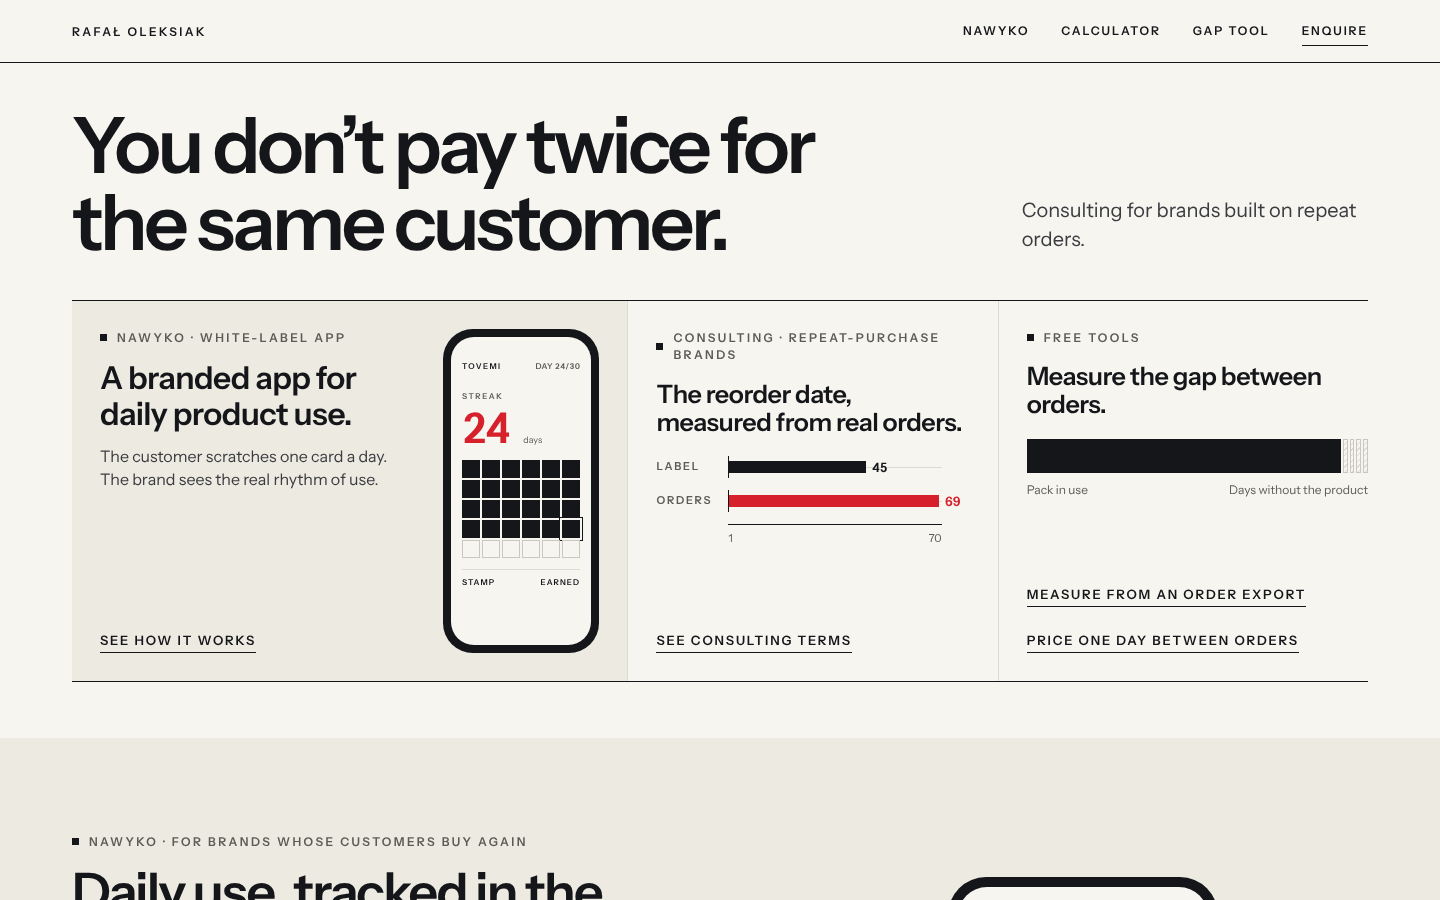 RAFAŁ OLEKSIAK
NAWYKO
CALCULATOR
GAP TOOL
ENQUIRE
You don’t pay twice for
the same customer.
Consulting for brands built on repeat
orders.
NAWYKO · WHITE-LABEL APP
A branded app for
daily product use.
The customer scratches one card a day.
The brand sees the real rhythm of use.
SEE HOW IT WORKS
TOVEMI
DAY 24/30
STREAK
24 days
STAMP
EARNED
CONSULTING · REPEAT-PURCHASE
BRANDS
The reorder date,
measured from real orders.
LABEL
45
ORDERS
69
1
70
SEE CONSULTING TERMS
FREE TOOLS
Measure the gap between
orders.
Pack in use
Days without the product
MEASURE FROM AN ORDER EXPORT
PRICE ONE DAY BETWEEN ORDERS
NAWYKO · FOR BRANDS WHOSE CUSTOMERS BUY AGAIN
Daily use, tracked in the